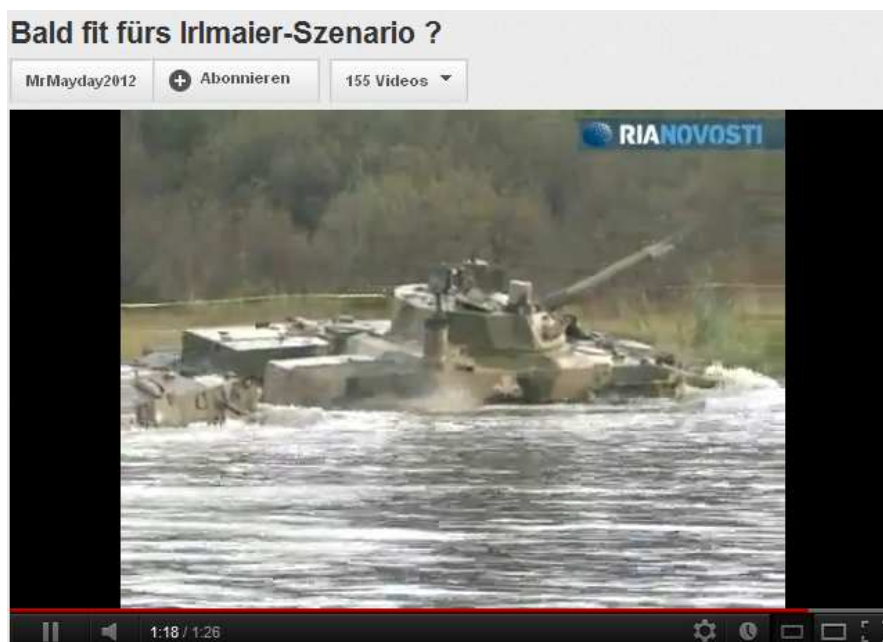 Bald fit fürs Irlmaier-Szenario ?
MrMayday2012 Abonnieren 155 Videos
RIANOVOSTI
1:18 / 1:26